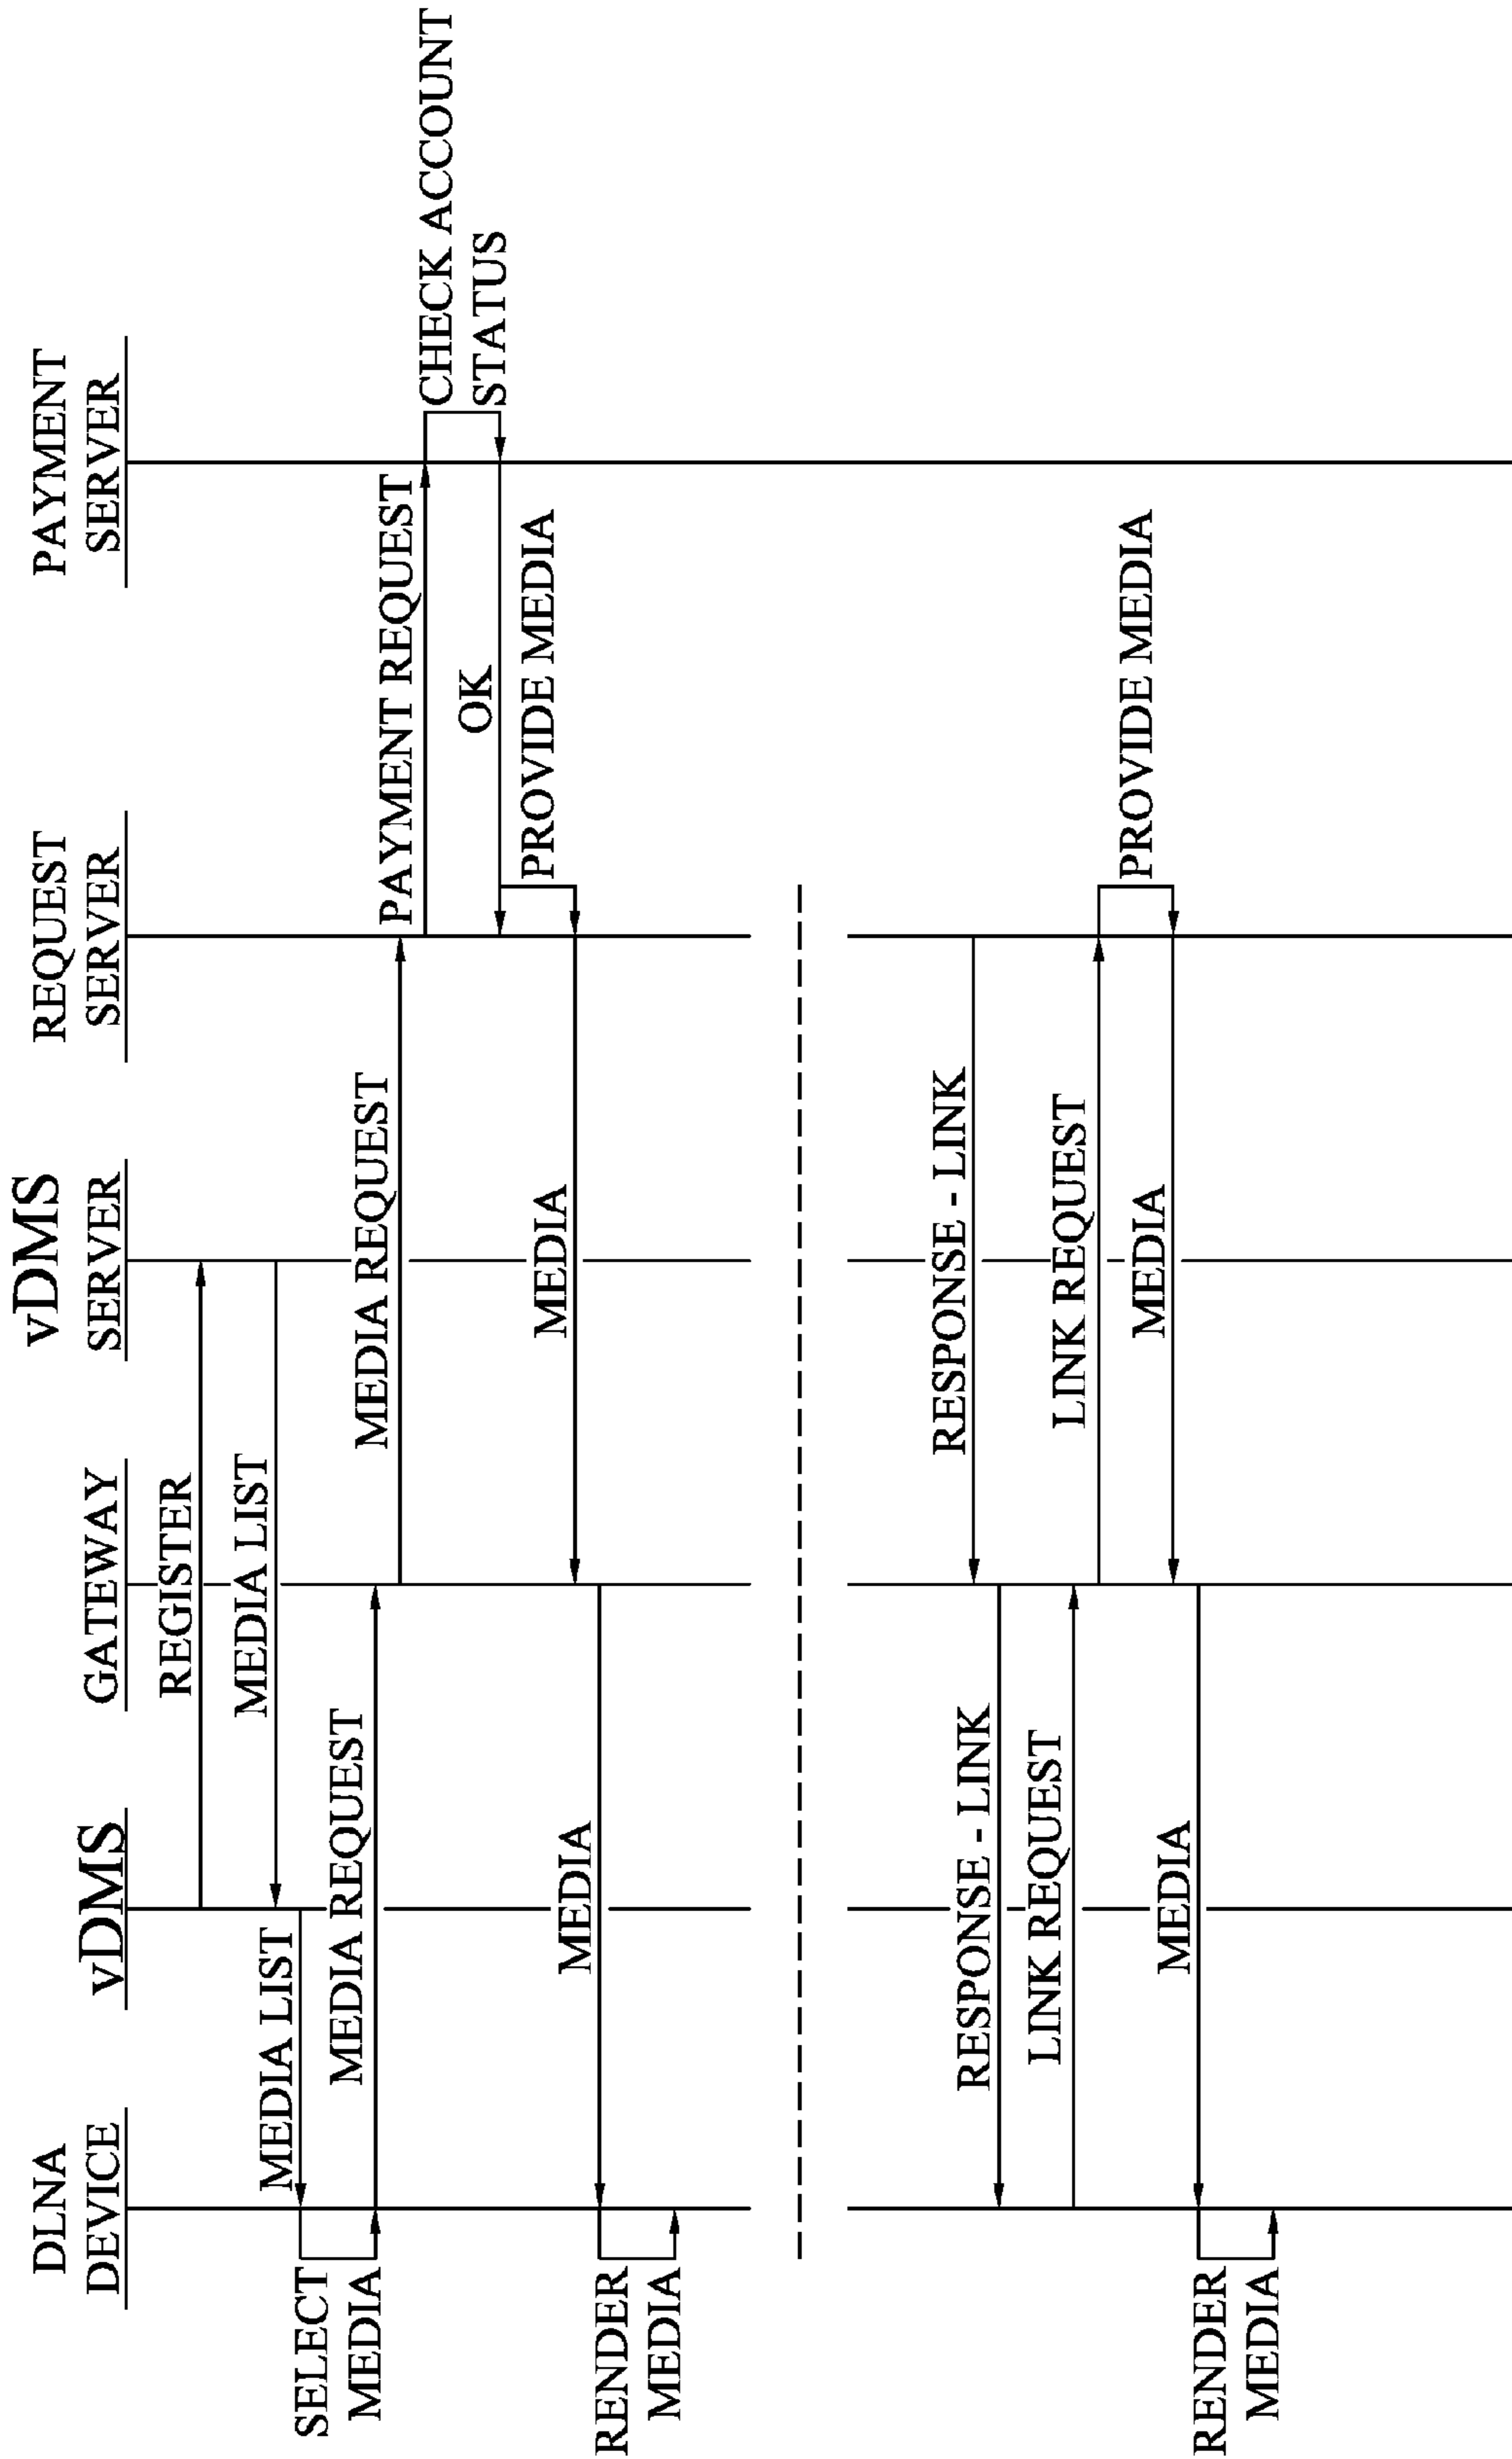 DLNA
DEVICE
vDMS
GATEWAY
vDMS
SERVER
REQUEST
SERVER
PAYMENT
SERVER
REGISTER
MEDIA LIST
MEDIA LIST
SELECT
MEDIA
MEDIA REQUEST
MEDIA REQUEST
PAYMENT REQUEST
CHECK ACCOUNT
STATUS
OK
PROVIDE MEDIA
MEDIA
MEDIA
RENDER
MEDIA
RESPONSE - LINK
RESPONSE - LINK
LINK REQUEST
LINK REQUEST
PROVIDE MEDIA
MEDIA
MEDIA
RENDER
MEDIA